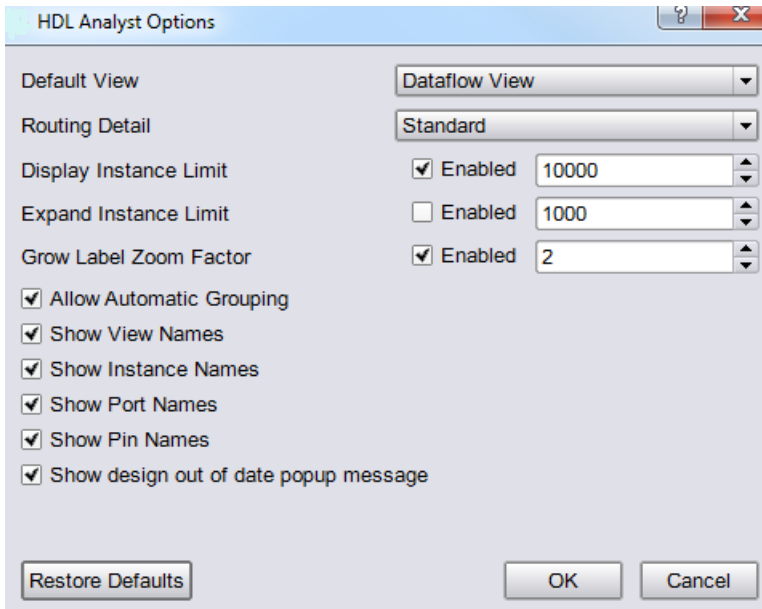 HDL Analyst Options
?
Default View Dataflow View
Routing Detail Standard
Display Instance Limit Enabled 10000
Expand Instance Limit Enabled 1000
Grow Label Zoom Factor Enabled 2
Allow Automatic Grouping
Show View Names
Show Instance Names
Show Port Names
Show Pin Names
Show design out of date popup message
Restore Defaults OK Cancel